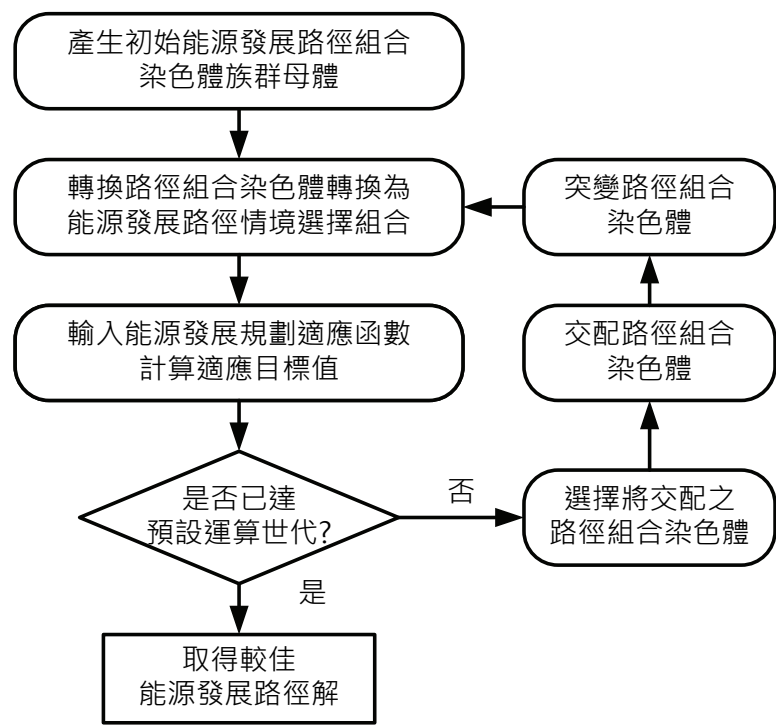 產生初始能源發展路徑組合
染色體族群母體
轉換路徑組合染色體轉換為
能源發展路徑情境選擇組合
輸入能源發展規劃適應函數
計算適應目標值
是否已達
預設運算世代?
否
是
取得較佳
能源發展路徑解
選擇將交配之
路徑組合染色體
交配路徑組合
染色體
突變路徑組合
染色體